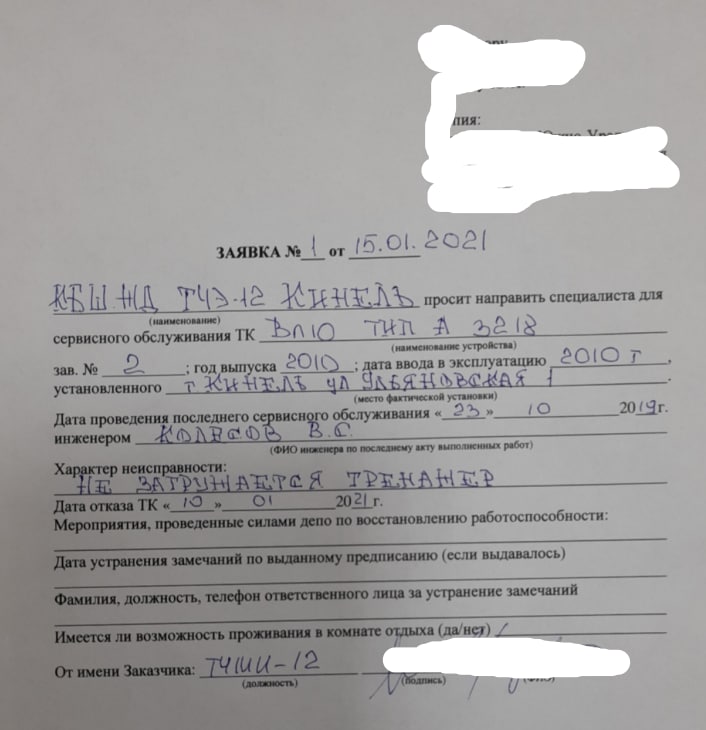 пия:
ЗАЯВКА № 1 от 15.01.2021
КБШ ЖД ТЧЭ-12 КИНЕЛЬ просит направить специалиста для
(наименование)
сервисного обслуживания ТК ВЛ10 ТИП А 3218
(наименование устройства)
зав. № 2 ; год выпуска 2010 ; дата ввода в эксплуатацию 2010 г ,
установленного г КИНЕЛЬ ул УЛЬЯНОВСКАЯ 1 .
(место фактической установки)
Дата проведения последнего сервисного обслуживания « 23 » 10 2019г.
инженером КОЛЕСОВ В.С.
(ФИО инженера по последнему акту выполненных работ)
Характер неисправности:
НЕ ЗАГРУЖАЕТСЯ ТРЕНАЖЕР
Дата отказа ТК « 10 » 01 2021г.
Мероприятия, проведенные силами депо по восстановлению работоспособности:
Дата устранения замечаний по выданному предписанию (если выдавалось)
Фамилия, должность, телефон ответственного лица за устранение замечаний
Имеется ли возможность проживания в комнате отдыха (да/нет)
От имени Заказчика: ТЧМИ-12
(должность) (подпись) (ФИО)